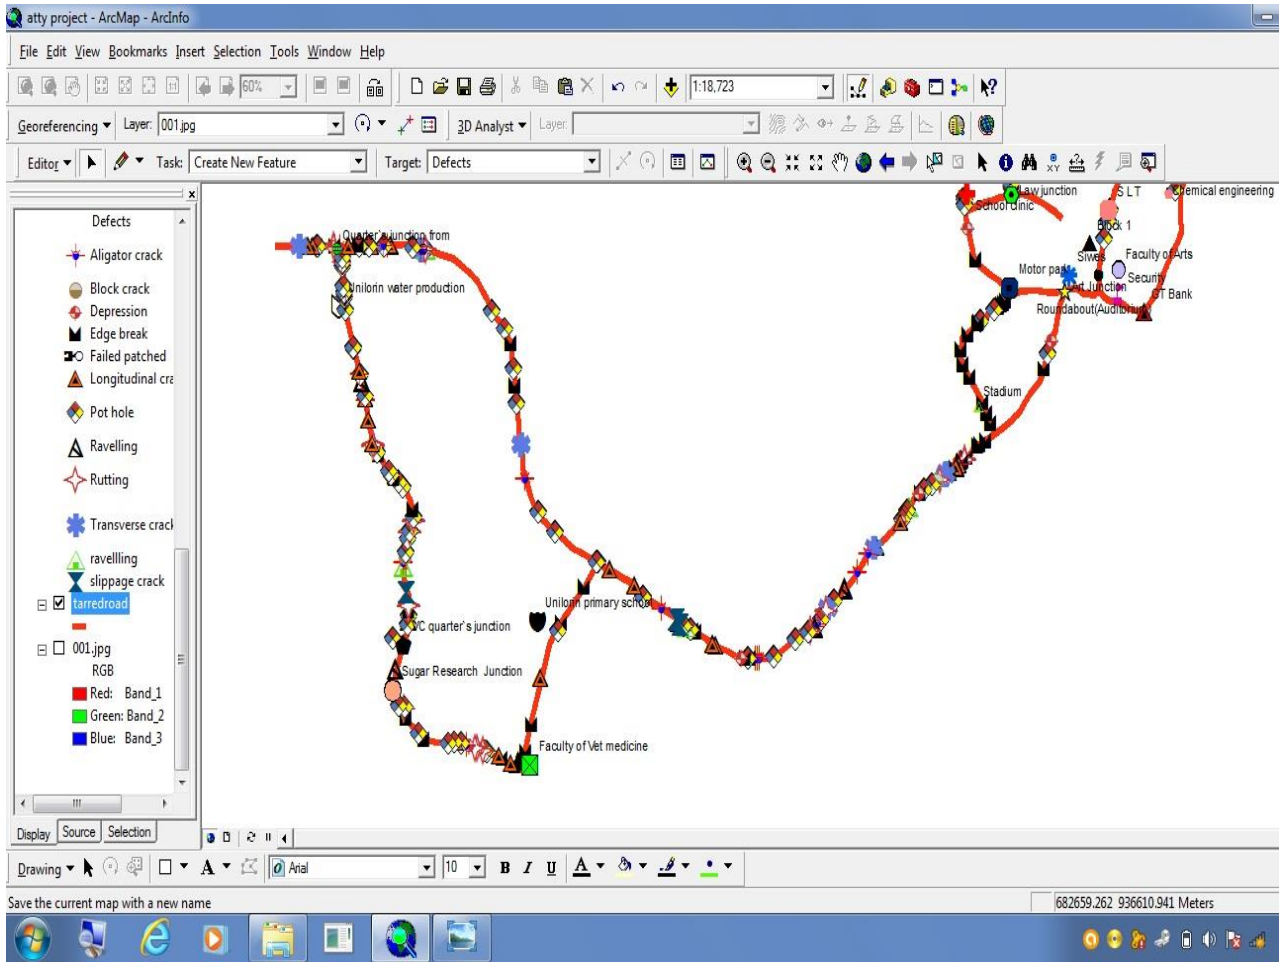 atty project - ArcMap - ArcInfo
File Edit View Bookmarks Insert Selection Tools Window Help
60%
1:18,723
Georeferencing Layer: 001.jpg
3D Analyst Layer:
Editor Task: Create New Feature Target: Defects
Defects
Aligator crack
Block crack
Depression
Edge break
Failed patched
Longitudinal cra
Pot hole
Ravelling
Rutting
Transverse crack
ravellling
slippage crack
tarredroad
001.jpg
RGB
Red: Band_1
Green: Band_2
Blue: Band_3
Display Source Selection
Law junction
S L T
Chemical engineering
School clinic
Block 1
Quarter`s junction from
Siwes
Faculty of Arts
Motor park
Security
Unilorin water production
Art Junction
GT Bank
Roundabout(Auditorium)
Stadium
Unilorin primary school
VC quarter`s junction
Sugar Research Junction
Faculty of Vet medicine
Drawing A Arial 10 B I U A
Save the current map with a new name
682659.262 936610.941 Meters